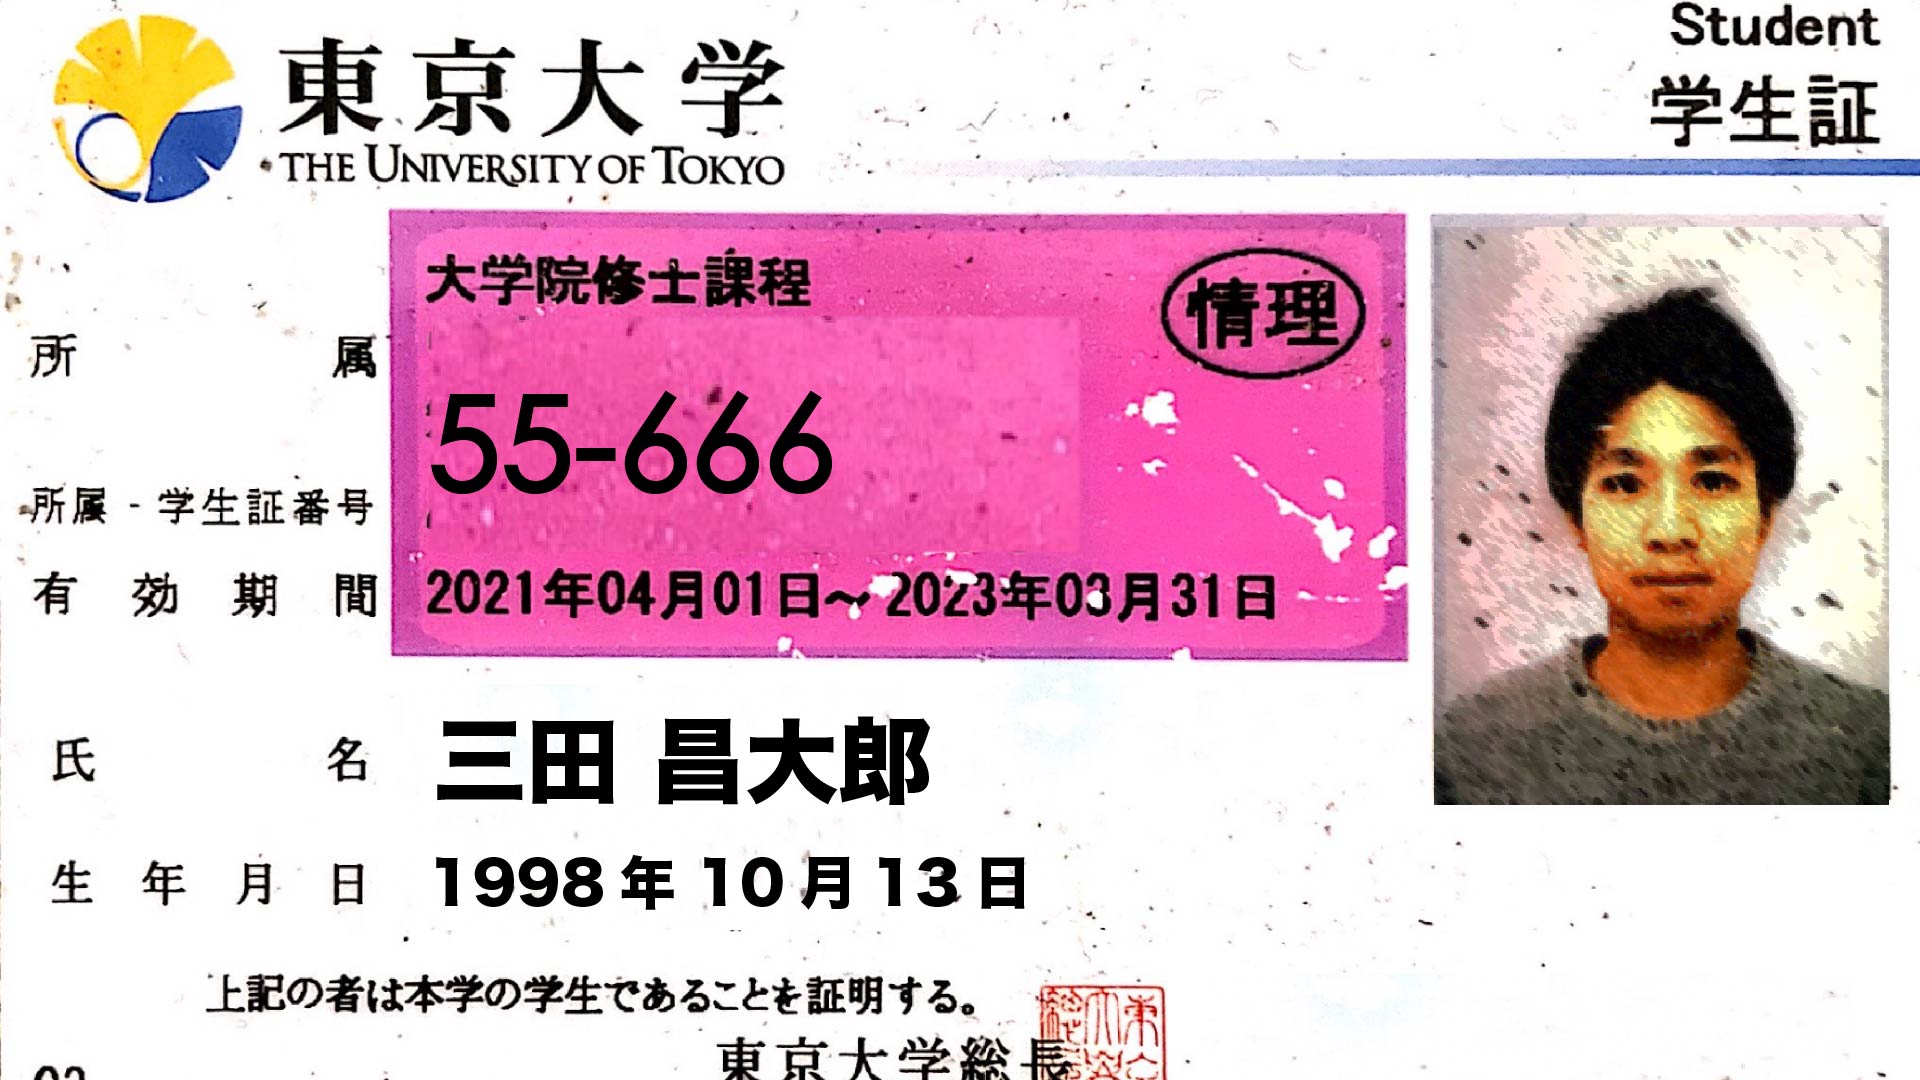 東京大学
THE UNIVERSITY OF TOKYO
Student
学生証
大学院修士課程
情理
所属
55-666
所属-学生証番号
有効期間 2021年04月01日～2023年03月31日
氏名 三田 昌大郎
生年月日 1998年10月13日
上記の者は本学の学生であることを証明する。
東京大学総長